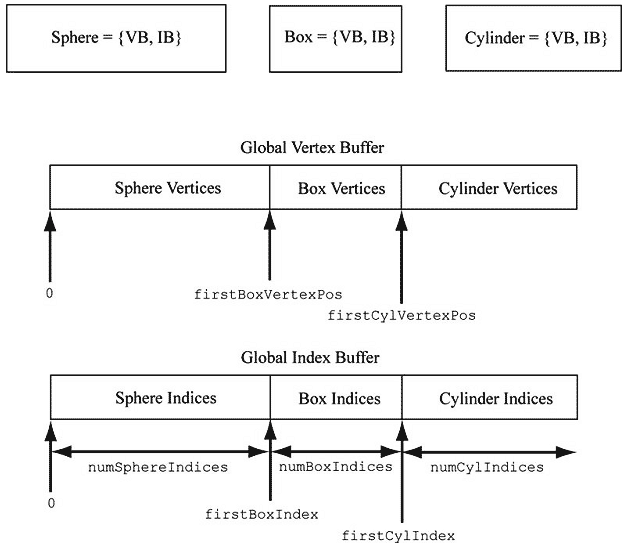 Sphere = {VB, IB}
Box = {VB, IB}
Cylinder = {VB, IB}
Global Vertex Buffer
Sphere Vertices
Box Vertices
Cylinder Vertices
0
firstBoxVertexPos
firstCylVertexPos
Global Index Buffer
Sphere Indices
Box Indices
Cylinder Indices
numSphereIndices
numBoxIndices
numCylIndices
0
firstBoxIndex
firstCylIndex